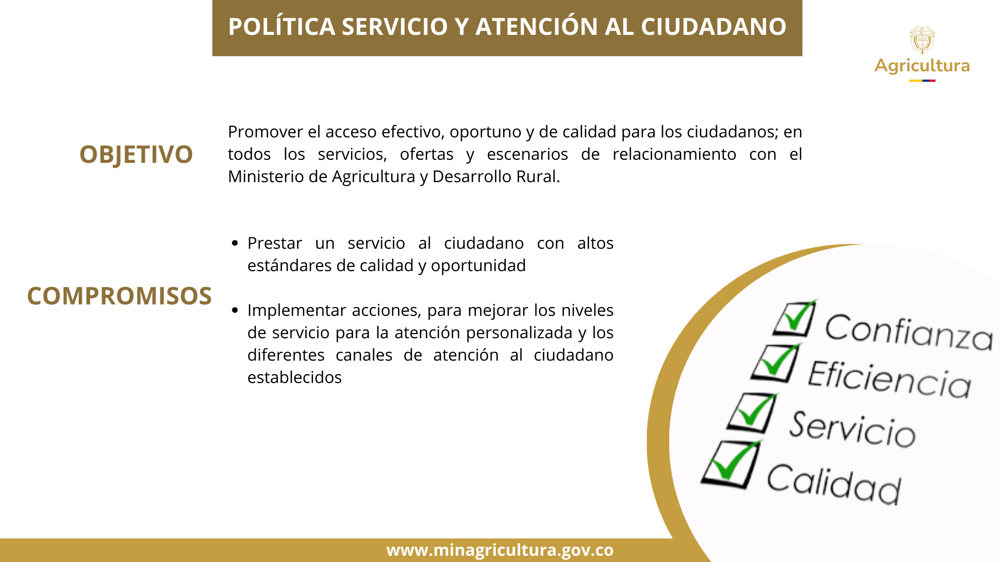 POLÍTICA SERVICIO Y ATENCIÓN AL CIUDADANO
Agricultura
OBJETIVO
Promover el acceso efectivo, oportuno y de calidad para los ciudadanos; en
todos los servicios, ofertas y escenarios de relacionamiento con el
Ministerio de Agricultura y Desarrollo Rural.
COMPROMISOS
• Prestar un servicio al ciudadano con altos
estándares de calidad y oportunidad
• Implementar acciones, para mejorar los niveles
de servicio para la atención personalizada y los
diferentes canales de atención al ciudadano
establecidos
Confianza
Eficiencia
Servicio
Calidad
www.minagricultura.gov.co